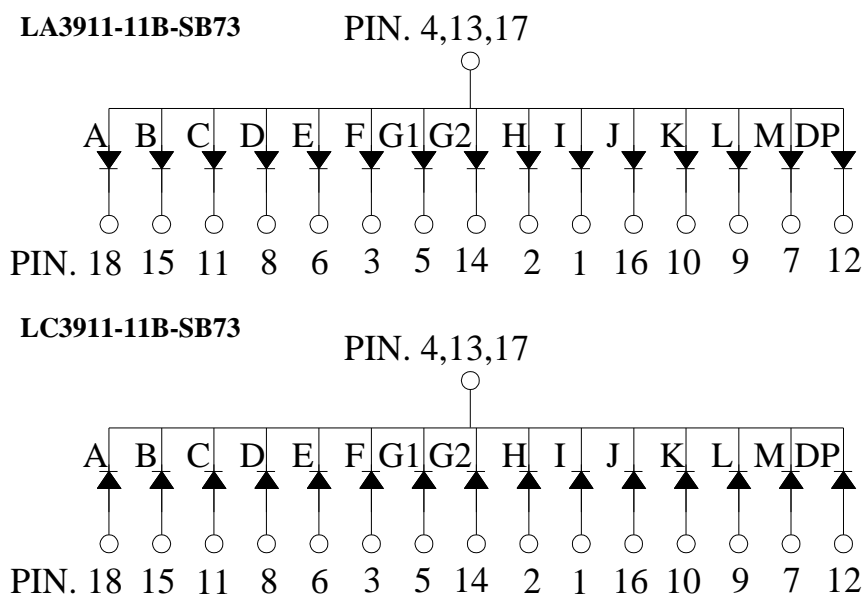 LA3911-11B-SB73
PIN. 4,13,17
A B C D E F G1 G2 H I J K L M DP
PIN. 18 15 11 8 6 3 5 14 2 1 16 10 9 7 12
LC3911-11B-SB73
PIN. 4,13,17
A B C D E F G1 G2 H I J K L M DP
PIN. 18 15 11 8 6 3 5 14 2 1 16 10 9 7 12